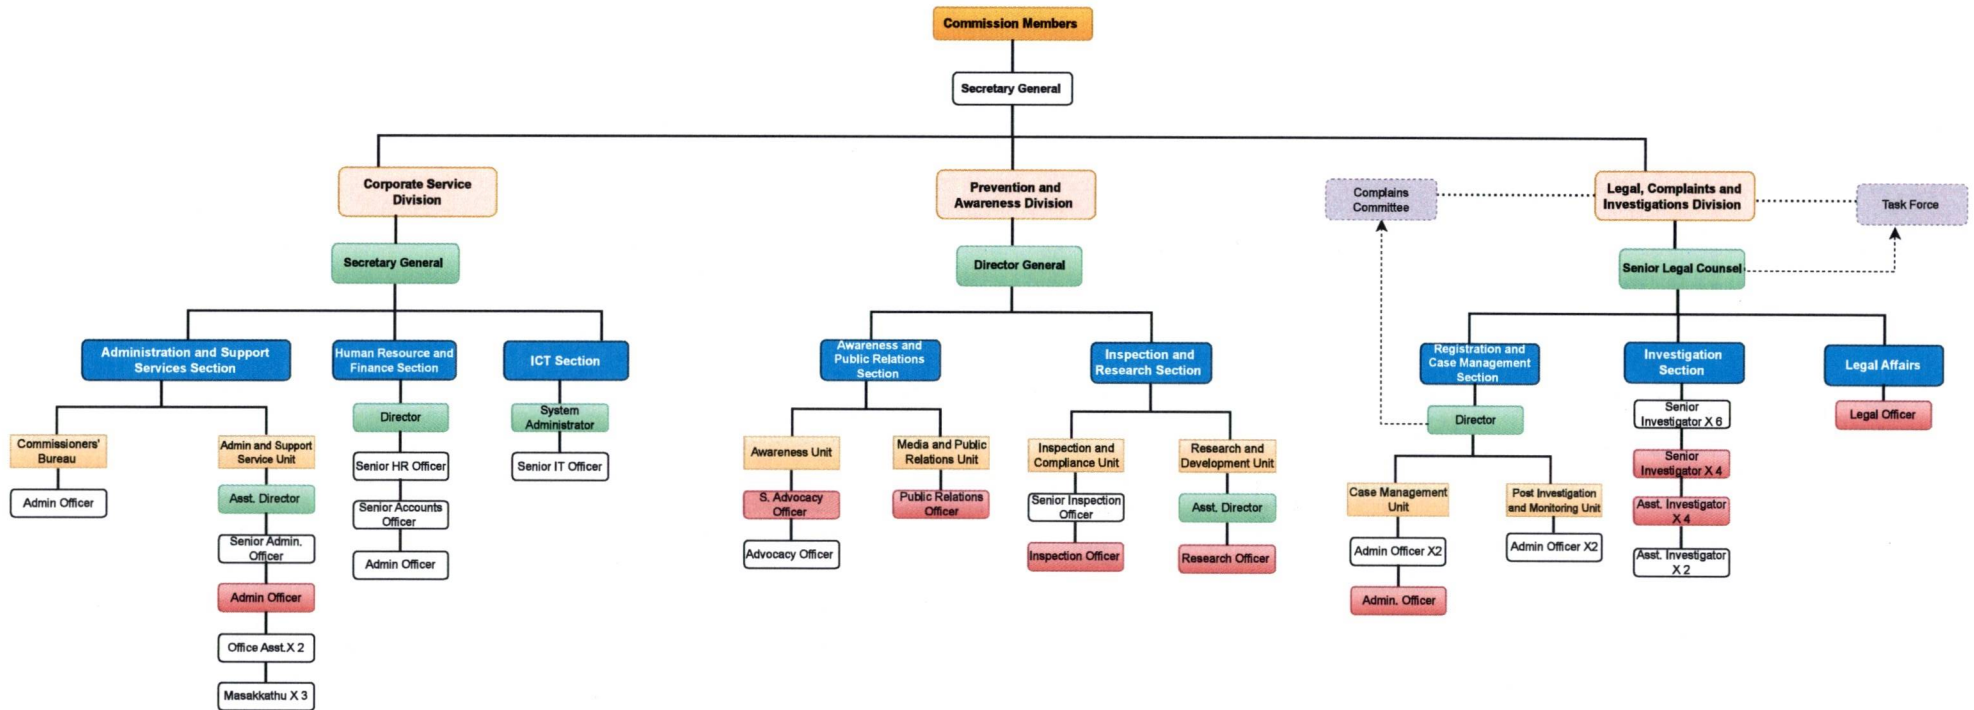 Commission Members
Secretary General
Corporate Service
Division
Prevention and
Awareness Division
Complains
Committee
Legal, Complaints and
Investigations Division
Task Force
Secretary General
Director General
Senior Legal Counsel
Administration and Support
Services Section
Human Resource and
Finance Section
ICT Section
Awareness and
Public Relations
Section
Inspection and
Research Section
Registration and
Case Management
Section
Investigation
Section
Legal Affairs
Commissioners'
Bureau
Admin Officer
Admin and Support
Service Unit
Asst. Director
Senior Admin.
Officer
Admin Officer
Office Asst.X 2
Masakkathu X 3
Director
Senior HR Officer
Senior Accounts
Officer
Admin Officer
System
Administrator
Senior IT Officer
Awareness Unit
S. Advocacy
Officer
Advocacy Officer
Media and Public
Relations Unit
Public Relations
Officer
Inspection and
Compliance Unit
Senior Inspection
Officer
Inspection Officer
Research and
Development Unit
Asst. Director
Research Officer
Director
Case Management
Unit
Admin Officer X2
Admin. Officer
Post Investigation
and Monitoring Unit
Admin Officer X2
Senior
Investigator X 6
Senior
Investigator X 4
Asst. Investigator
X 4
Asst. Investigator
X 2
Legal Officer